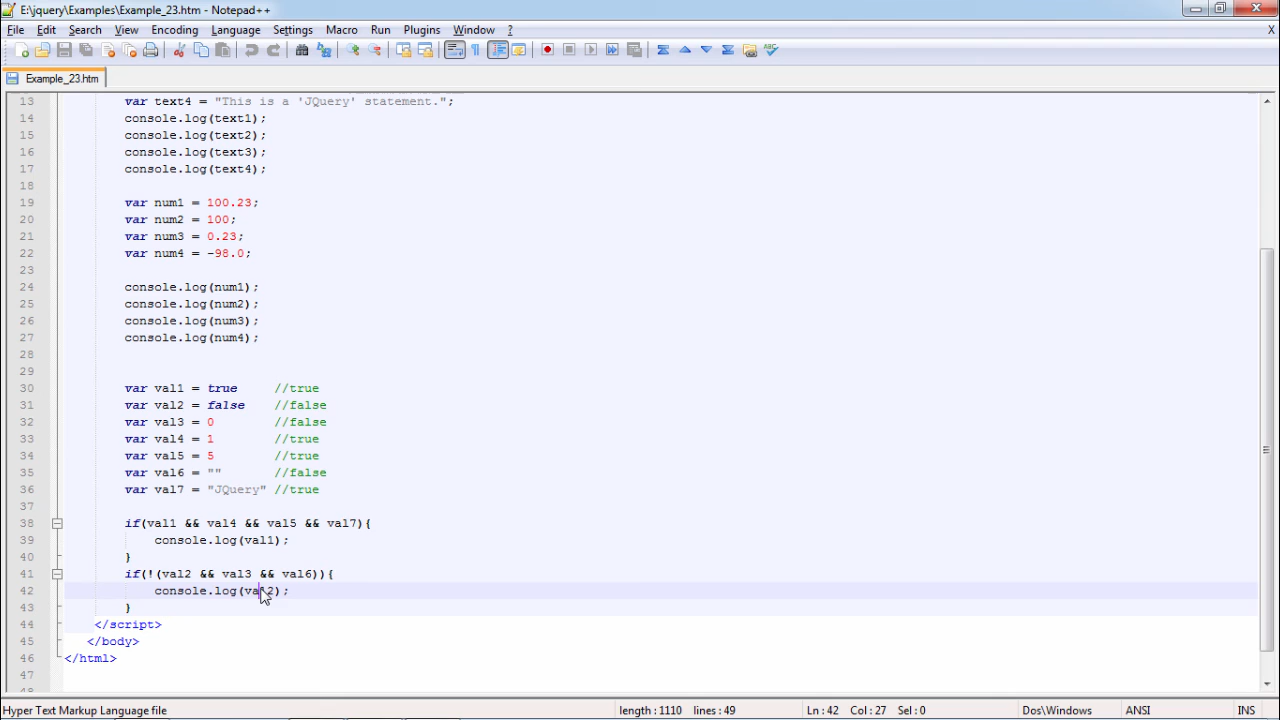 E:\jquery\Examples\Example_23.htm - Notepad++
File Edit Search View Encoding Language Settings Macro Run Plugins Window ? X
Example_23.htm
13 var text4 = "This is a 'JQuery' statement.";
14 console.log(text1);
15 console.log(text2);
16 console.log(text3);
17 console.log(text4);
18
19 var num1 = 100.23;
20 var num2 = 100;
21 var num3 = 0.23;
22 var num4 = -98.0;
23
24 console.log(num1);
25 console.log(num2);
26 console.log(num3);
27 console.log(num4);
28
29
30 var val1 = true //true
31 var val2 = false //false
32 var val3 = 0 //false
33 var val4 = 1 //true
34 var val5 = 5 //true
35 var val6 = "" //false
36 var val7 = "JQuery" //true
37
38 if(val1 && val4 && val5 && val7){
39 console.log(val1);
40 }
41 if(!(val2 && val3 && val6)){
42 console.log(val2);
43 }
44 </script>
45 </body>
46 </html>
47
48
Hyper Text Markup Language file length : 1110 lines : 49 Ln : 42 Col : 27 Sel : 0 Dos\Windows ANSI INS